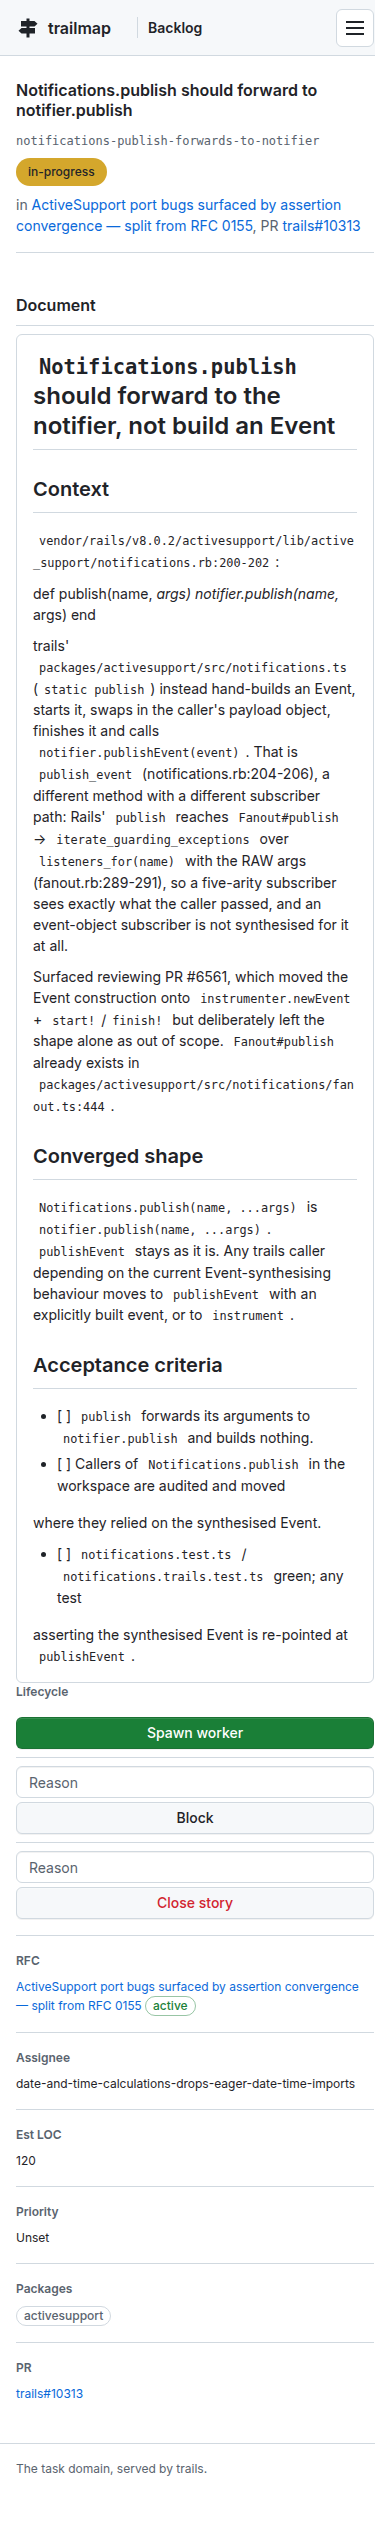 trailmap
Backlog
Notifications.publish should forward to
notifier.publish
notifications-publish-forwards-to-notifier
in-progress
in ActiveSupport port bugs surfaced by assertion
convergence — split from RFC 0155, PR trails#10313
Document
Notifications.publish
should forward to the
notifier, not build an Event
Context
vendor/rails/v8.0.2/activesupport/lib/active
_support/notifications.rb:200-202 :
def publish(name, args) notifier.publish(name,
args) end
trails'
packages/activesupport/src/notifications.ts
( static publish ) instead hand-builds an Event,
starts it, swaps in the caller's payload object,
finishes it and calls
notifier.publishEvent(event) . That is
publish_event (notifications.rb:204-206), a
different method with a different subscriber
path: Rails' publish reaches Fanout#publish
→ iterate_guarding_exceptions over
listeners_for(name) with the RAW args
(fanout.rb:289-291), so a five-arity subscriber
sees exactly what the caller passed, and an
event-object subscriber is not synthesised for it
at all.
Surfaced reviewing PR #6561, which moved the
Event construction onto instrumenter.newEvent
+ start! / finish! but deliberately left the
shape alone as out of scope. Fanout#publish
already exists in
packages/activesupport/src/notifications/fan
out.ts:444 .
Converged shape
Notifications.publish(name, ...args) is
notifier.publish(name, ...args) .
publishEvent stays as it is. Any trails caller
depending on the current Event-synthesising
behaviour moves to publishEvent with an
explicitly built event, or to instrument .
Acceptance criteria
• [ ] publish forwards its arguments to
notifier.publish and builds nothing.
• [ ] Callers of Notifications.publish in the
workspace are audited and moved
where they relied on the synthesised Event.
• [ ] notifications.test.ts /
notifications.trails.test.ts green; any
test
asserting the synthesised Event is re-pointed at
publishEvent .
Lifecycle
Spawn worker
Reason
Block
Reason
Close story
RFC
ActiveSupport port bugs surfaced by assertion convergence
— split from RFC 0155 active
Assignee
date-and-time-calculations-drops-eager-date-time-imports
Est LOC
120
Priority
Unset
Packages
activesupport
PR
trails#10313
The task domain, served by trails.